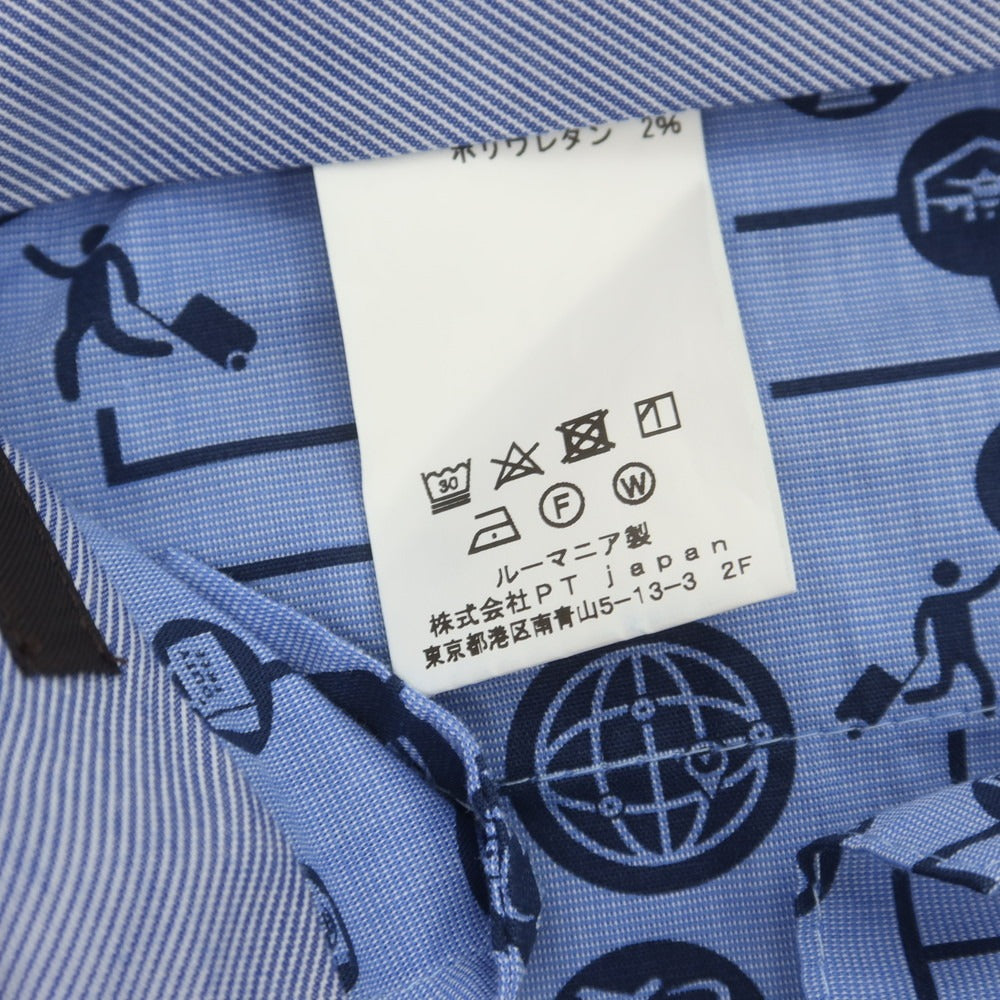 ポリウレタン 2%
30
F W
ルーマニア製
株式会社PT japan
東京都港区南青山5-13-3 2F